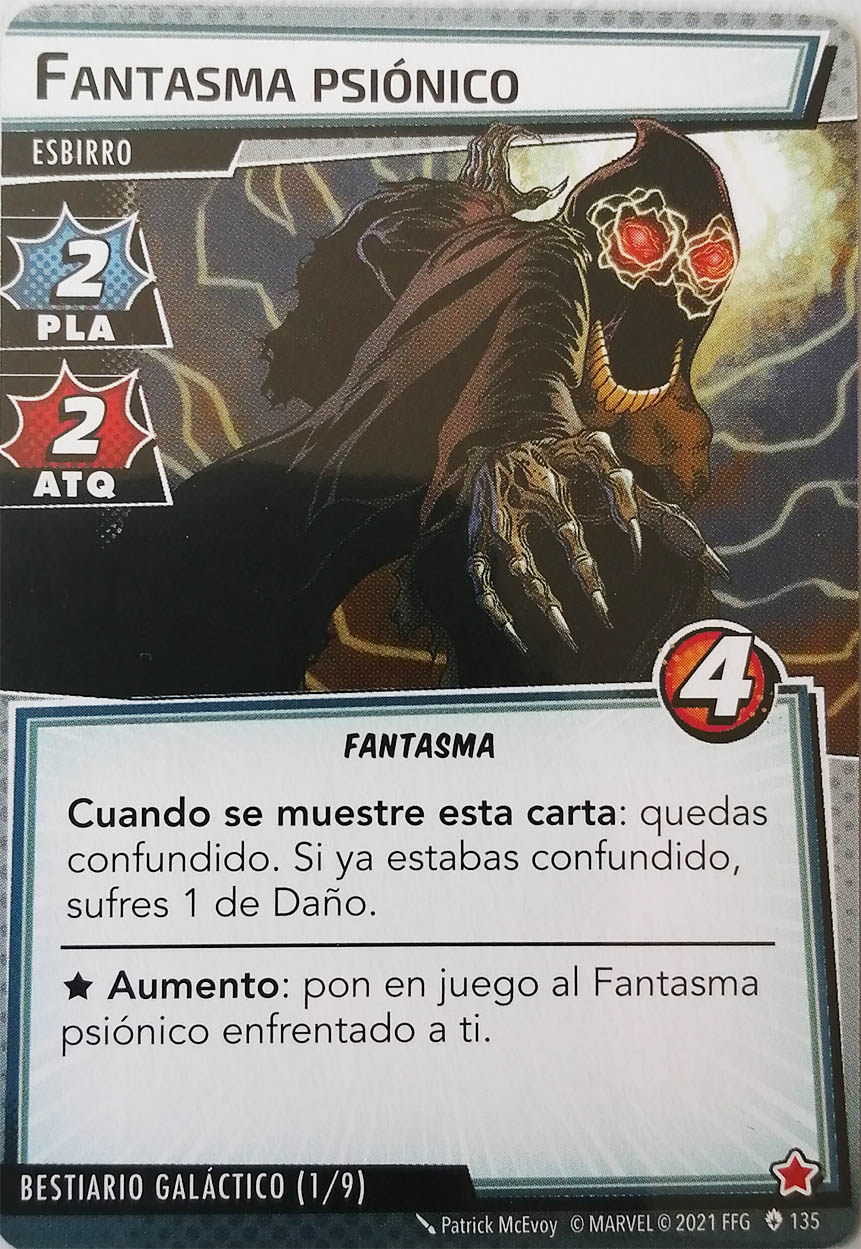 FANTASMA PSIÓNICO
ESBIRRO
2
PLA
2
ATQ
4
FANTASMA
Cuando se muestre esta carta: quedas
confundido. Si ya estabas confundido,
sufres 1 de Daño.
★ Aumento: pon en juego al Fantasma
psiónico enfrentado a ti.
BESTIARIO GALÁCTICO (1/9)
Patrick McEvoy © MARVEL © 2021 FFG 135